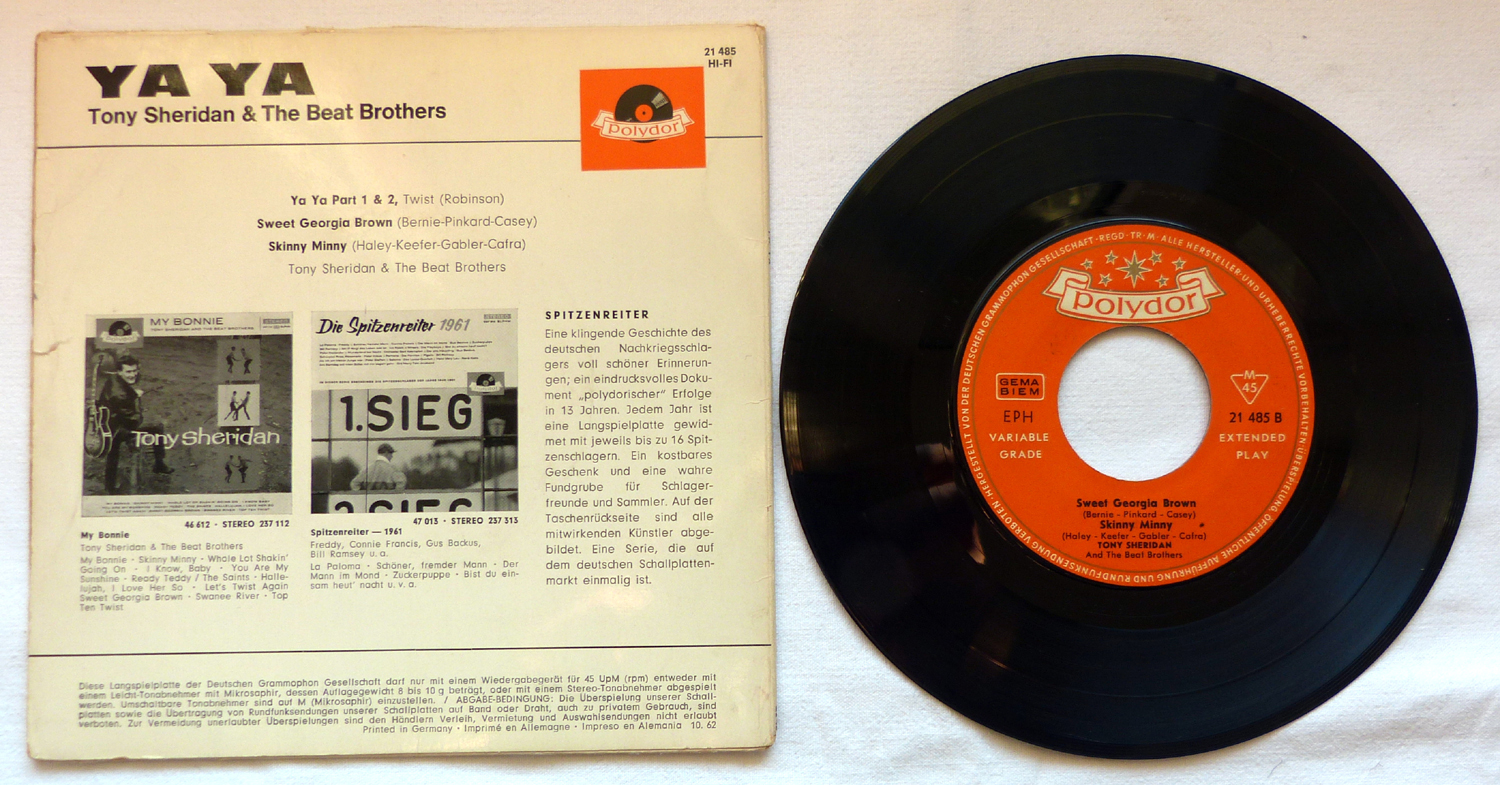 YA YA
Tony Sheridan & The Beat Brothers
21 485
HI-FI
polydor
Ya Ya Part 1 & 2, Twist (Robinson)
Sweet Georgia Brown (Bernie-Pinkard-Casey)
Skinny Minny (Haley-Keefer-Gabler-Cafra)
Tony Sheridan & The Beat Brothers
MY BONNIE
TONY SHERIDAN AND THE BEAT BROTHERS
STEREO
Tony Sheridan
46 612 · STEREO 237 112
My Bonnie
Tony Sheridan & The Beat Brothers
My Bonnie · Skinny Minny · Whole Lot Shakin'
Going On · I Know, Baby · You Are My
Sunshine · Ready Teddy / The Saints · Halle-
lujah, I Love Her So · Let's Twist Again
Sweet Georgia Brown · Swanee River · Top
Ten Twist
Die Spitzenreiter 1961
STEREO
1.SIEG
2.SIEG
47 013 · STEREO 237 313
Spitzenreiter — 1961
Freddy, Connie Francis, Gus Backus,
Bill Ramsey u. a.
La Paloma · Schöner, fremder Mann · Der
Mann im Mond · Zuckerpuppe · Bist du ein-
sam heut' nacht u. v. a.
SPITZENREITER
Eine klingende Geschichte des
deutschen Nachkriegsschla-
gers voll schöner Erinnerun-
gen; ein eindrucksvolles Doku-
ment „polydorischer“ Erfolge
in 13 Jahren. Jedem Jahr ist
eine Langspielplatte gewid-
met mit jeweils bis zu 16 Spit-
zenschlagern. Ein kostbares
Geschenk und eine wahre
Fundgrube für Schlager-
freunde und Sammler. Auf der
Taschenrückseite sind alle
mitwirkenden Künstler abge-
bildet. Eine Serie, die auf
dem deutschen Schallplatten-
markt einmalig ist.
Diese Langspielplatte der Deutschen Grammophon Gesellschaft darf nur mit einem Wiedergabegerät für 45 UpM (rpm) entweder mit
einem Leicht-Tonabnehmer mit Mikrosaphir, dessen Auflagegewicht 8 bis 10 g beträgt, oder mit einem Stereo-Tonabnehmer abgespielt
werden. Umschaltbare Tonabnehmer sind auf M (Mikrosaphir) einzustellen. / ABGABE-BEDINGUNG: Die Überspielung unserer Schall-
platten sowie die Übertragung von Rundfunksendungen unserer Schallplatten auf Band oder Draht, auch zu privatem Gebrauch, sind
verboten. Zur Vermeidung unerlaubter Überspielungen sind den Händlern Verleih, Vermietung und Auswahlsendungen nicht erlaubt
Printed in Germany · Imprimé en Allemagne · Impreso en Alemania 10. 62
HERGESTELLT VON DER DEUTSCHEN GRAMMOPHON GESELLSCHAFT · REGD · TR · M · ALLE HERSTELLER- UND URHEBERRECHTE VORBEHALTEN · ÜBERSPIELUNG, ÖFFENTLICHE AUFFÜHRUNG UND RUNDFUNKSENDUNG VERBOTEN ·
polydor
GEMA
BIEM
EPH
VARIABLE
GRADE
M
45
21 485 B
EXTENDED
PLAY
Sweet Georgia Brown
(Bernie - Pinkard - Casey)
Skinny Minny
(Haley - Keefer - Gabler - Cafra)
TONY SHERIDAN
And The Beat Brothers